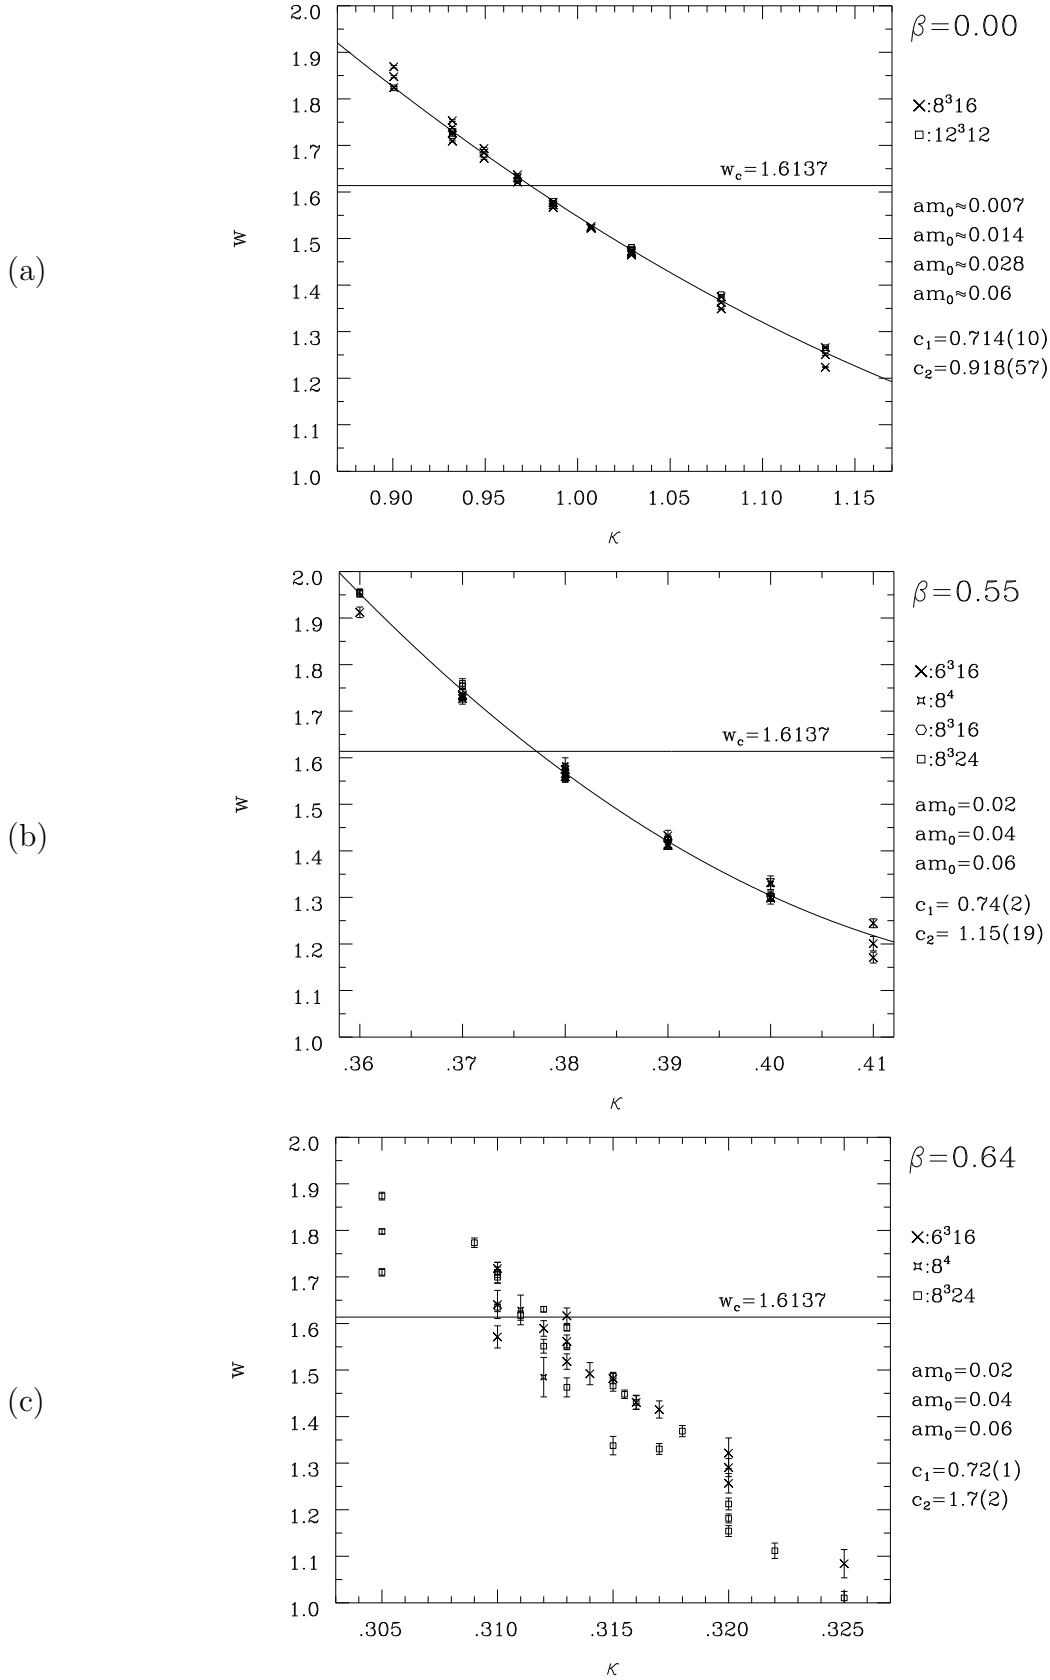 (a)
2.0
1.9
1.8
1.7
1.6
1.5
1.4
1.3
1.2
1.1
1.0
w
w_c=1.6137
0.90 0.95 1.00 1.05 1.10 1.15
κ
β=0.00
×:8³16
□:12³12
am₀≈0.007
am₀≈0.014
am₀≈0.028
am₀≈0.06
c₁=0.714(10)
c₂=0.918(57)
(b)
2.0
1.9
1.8
1.7
1.6
1.5
1.4
1.3
1.2
1.1
1.0
w
w_c=1.6137
.36 .37 .38 .39 .40 .41
κ
β=0.55
×:6³16
¤:8⁴
○:8³16
□:8³24
am₀=0.02
am₀=0.04
am₀=0.06
c₁= 0.74(2)
c₂= 1.15(19)
(c)
2.0
1.9
1.8
1.7
1.6
1.5
1.4
1.3
1.2
1.1
1.0
w
w_c=1.6137
.305 .310 .315 .320 .325
κ
β=0.64
×:6³16
¤:8⁴
□:8³24
am₀=0.02
am₀=0.04
am₀=0.06
c₁=0.72(1)
c₂=1.7(2)